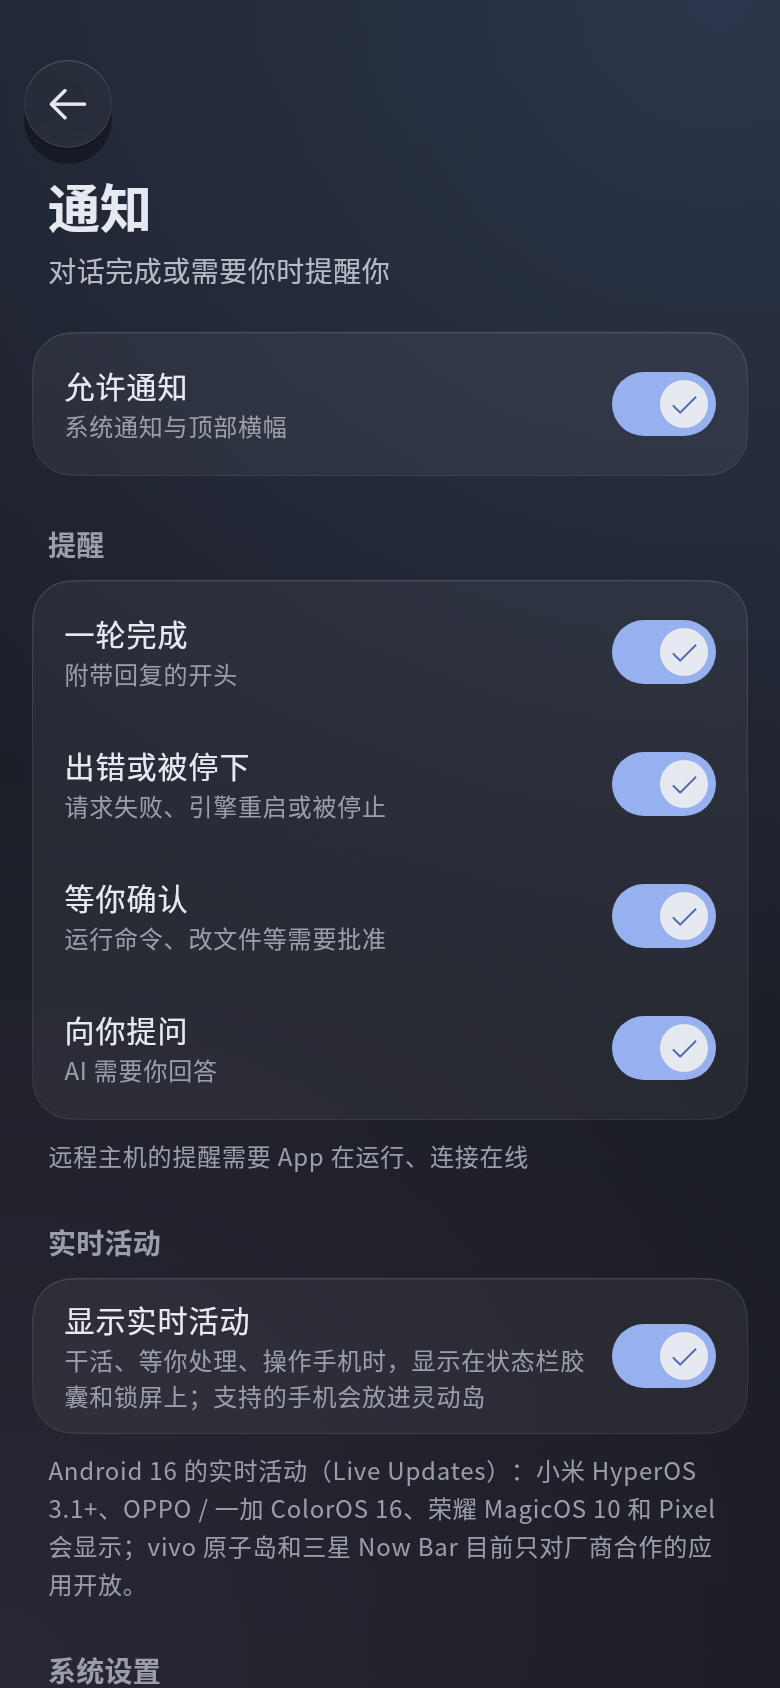 通知
对话完成或需要你时提醒你
允许通知
系统通知与顶部横幅
提醒
一轮完成
附带回复的开头
出错或被停下
请求失败、引擎重启或被停止
等你确认
运行命令、改文件等需要批准
向你提问
AI 需要你回答
远程主机的提醒需要 App 在运行、连接在线
实时活动
显示实时活动
干活、等你处理、操作手机时，显示在状态栏胶
囊和锁屏上；支持的手机会放进灵动岛
Android 16 的实时活动（Live Updates）：小米 HyperOS
3.1+、OPPO / 一加 ColorOS 16、荣耀 MagicOS 10 和 Pixel
会显示；vivo 原子岛和三星 Now Bar 目前只对厂商合作的应
用开放。
系统设置